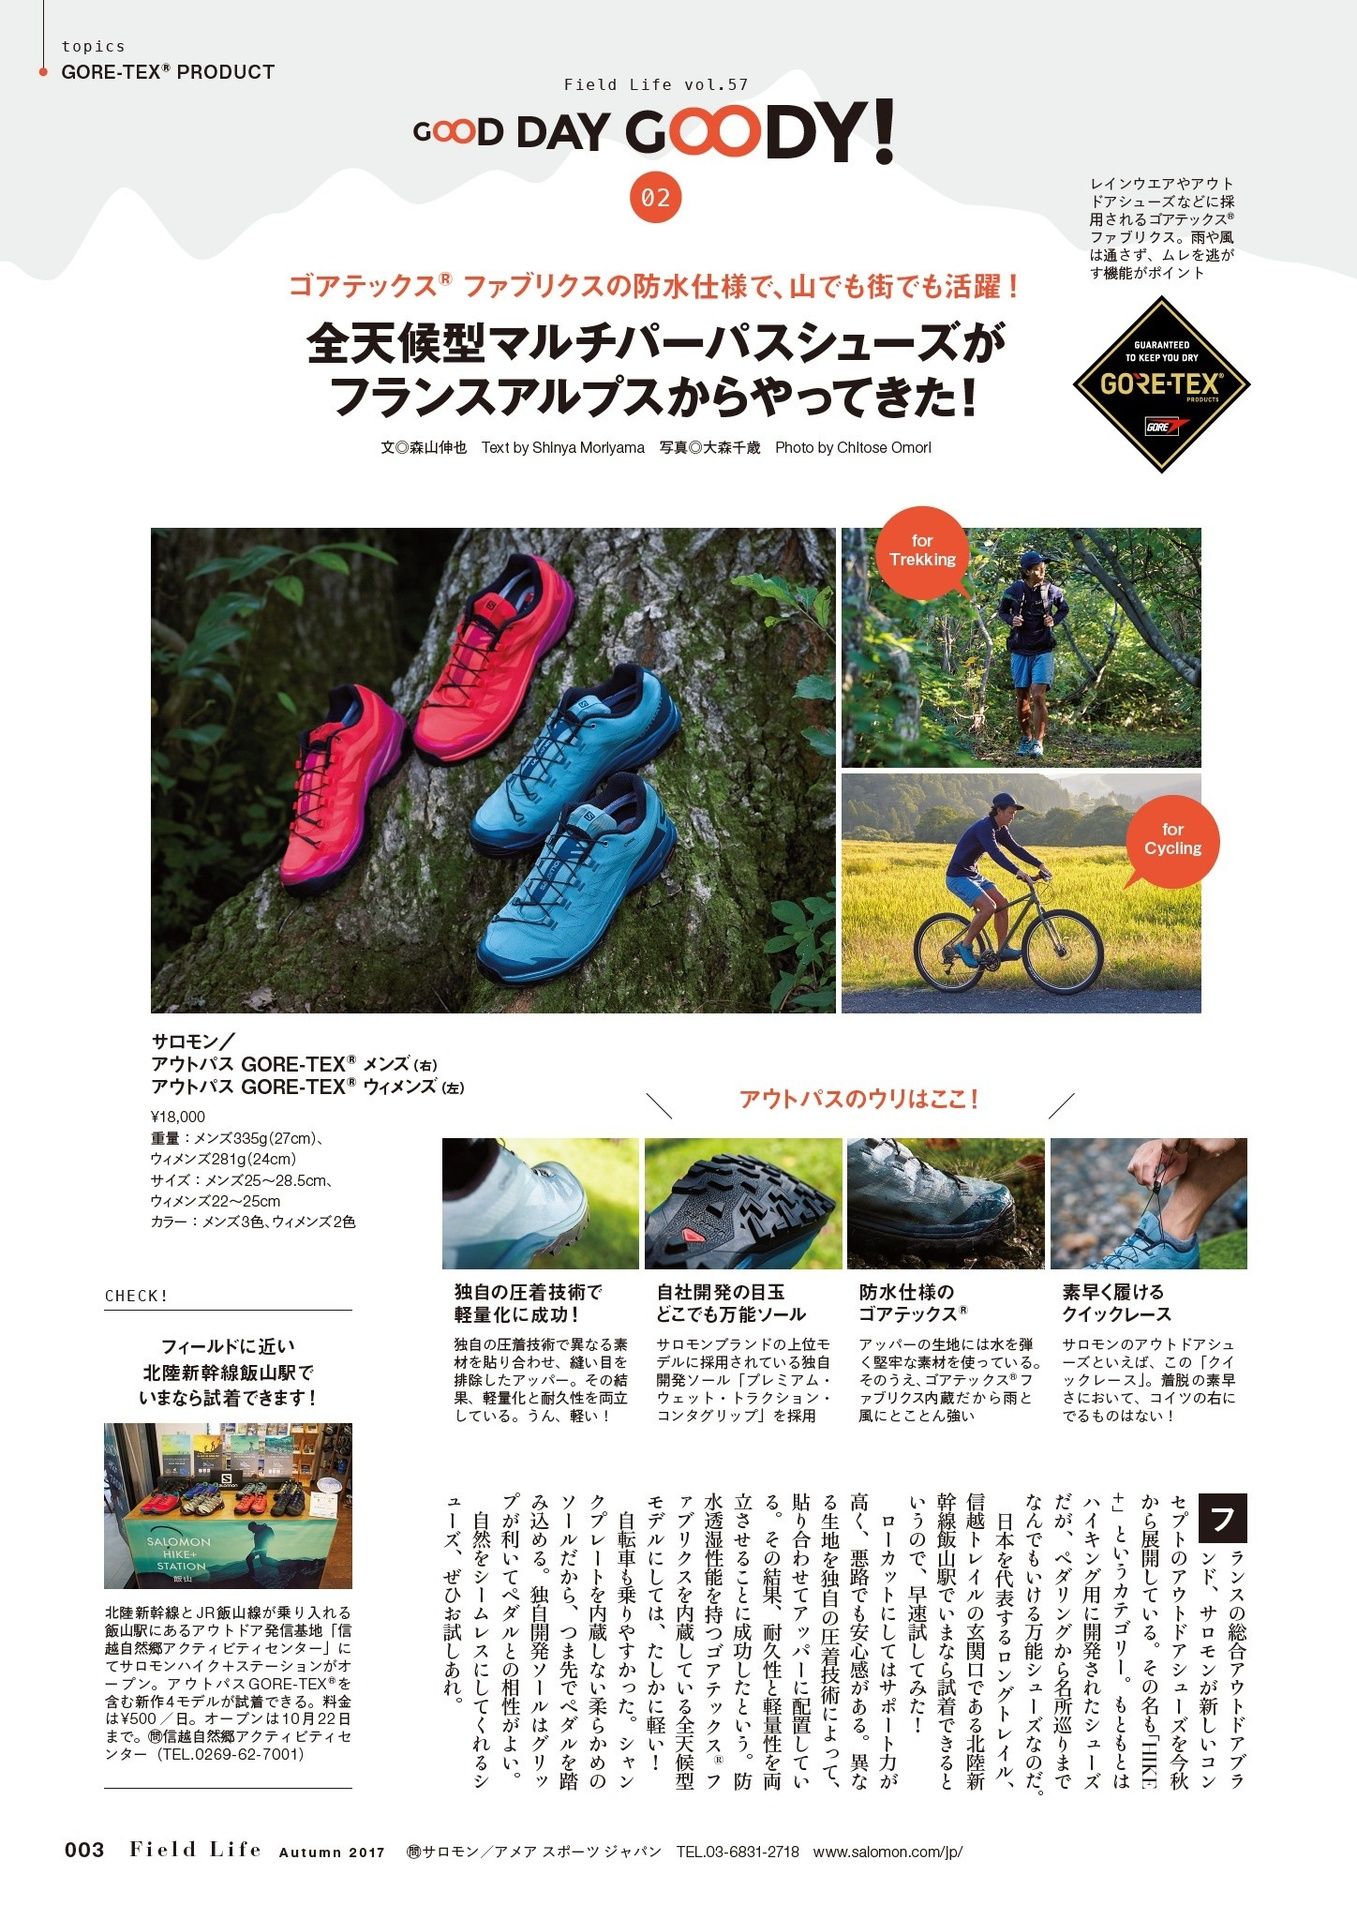 topics
GORE-TEX® PRODUCT
Field Life vol.57
GOOD DAY GOODY!
02
レインウエアやアウト
ドアシューズなどに採
用されるゴアテックス®
ファブリクス。雨や風
は通さず、ムレを逃が
す機能がポイント
GUARANTEED
TO KEEP YOU DRY
GORE-TEX®
PRODUCTS
GORE
ゴアテックス® ファブリクスの防水仕様で、山でも街でも活躍！
全天候型マルチパーパスシューズが
フランスアルプスからやってきた！
文◎森山伸也　Text by Shinya Moriyama　写真◎大森千歳　Photo by Chitose Omori
for
Trekking
for
Cycling
サロモン／
アウトパス GORE-TEX® メンズ（右）
アウトパス GORE-TEX® ウィメンズ（左）
¥18,000
重量：メンズ335g（27cm）、
ウィメンズ281g（24cm）
サイズ：メンズ25〜28.5cm、
ウィメンズ22〜25cm
カラー：メンズ3色、ウィメンズ2色
アウトパスのウリはここ！
独自の圧着技術で
軽量化に成功！
独自の圧着技術で異なる素
材を貼り合わせ、縫い目を
排除したアッパー。その結
果、軽量化と耐久性を両立
している。うん、軽い！
自社開発の目玉
どこでも万能ソール
サロモンブランドの上位モ
デルに採用されている独自
開発ソール「プレミアム・
ウェット・トラクション・
コンタグリップ」を採用
防水仕様の
ゴアテックス®
アッパーの生地には水を弾
く堅牢な素材を使っている。
そのうえ、ゴアテックス®フ
ァブリクス内蔵だから雨と
風にとことん強い
素早く履ける
クイックレース
サロモンのアウトドアシュ
ーズといえば、この「クイ
ックレース」。着脱の素早
さにおいて、コイツの右に
でるものはない！
CHECK!
フィールドに近い
北陸新幹線飯山駅で
いまなら試着できます！
salomon
SALOMON
HIKE+
STATION
飯山
北陸新幹線とJR飯山線が乗り入れる
飯山駅にあるアウトドア発信基地「信
越自然郷アクティビティセンター」に
てサロモンハイク＋ステーションがオ
ープン。アウトパスGORE-TEX®を
含む新作4モデルが試着できる。料金
は¥500／日。オープンは10月22日
まで。㉄信越自然郷アクティビティセ
ンター（TEL.0269-62-7001）
フランスの総合アウトドアブラ
ンド、サロモンが新しいコン
セプトのアウトドアシューズを今秋
から展開している。その名も「HIKE
+」というカテゴリー。もともとは
ハイキング用に開発されたシューズ
だが、ペダリングから名所巡りまで
なんでもいける万能シューズなのだ。
日本を代表するロングトレイル、
信越トレイルの玄関口である北陸新
幹線飯山駅でいまなら試着できると
いうので、早速試してみた！
ローカットにしてはサポート力が
高く、悪路でも安心感がある。異な
る生地を独自の圧着技術によって、
貼り合わせてアッパーに配置してい
る。その結果、耐久性と軽量性を両
立させることに成功したという。防
水透湿性能を持つゴアテックス®フ
ァブリクスを内蔵している全天候型
モデルにしては、たしかに軽い！
自転車も乗りやすかった。シャン
クプレートを内蔵しない柔らかめの
ソールだから、つま先でペダルを踏
み込める。独自開発ソールはグリッ
プが利いてペダルとの相性がよい。
自然をシームレスにしてくれるシ
ューズ、ぜひお試しあれ。
003 Field Life Autumn 2017 ㉄サロモン／アメア スポーツ ジャパン　TEL.03-6831-2718　www.salomon.com/jp/